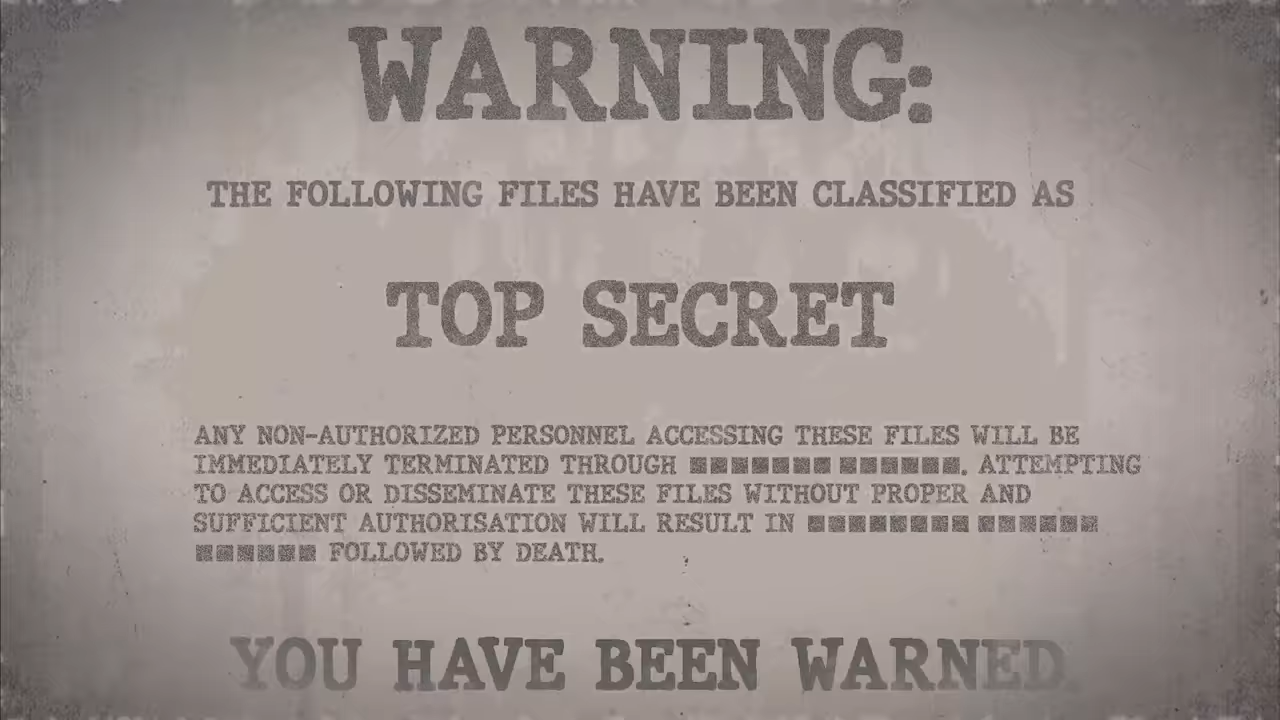 WARNING:
THE FOLLOWING FILES HAVE BEEN CLASSIFIED AS
TOP SECRET
ANY NON-AUTHORIZED PERSONNEL ACCESSING THESE FILES WILL BE
IMMEDIATELY TERMINATED THROUGH ■■■■■■■ ■■■■■■. ATTEMPTING
TO ACCESS OR DISSEMINATE THESE FILES WITHOUT PROPER AND
SUFFICIENT AUTHORISATION WILL RESULT IN ■■■■■■■■ ■■■■■■
■■■■■■ FOLLOWED BY DEATH.
YOU HAVE BEEN WARNED.